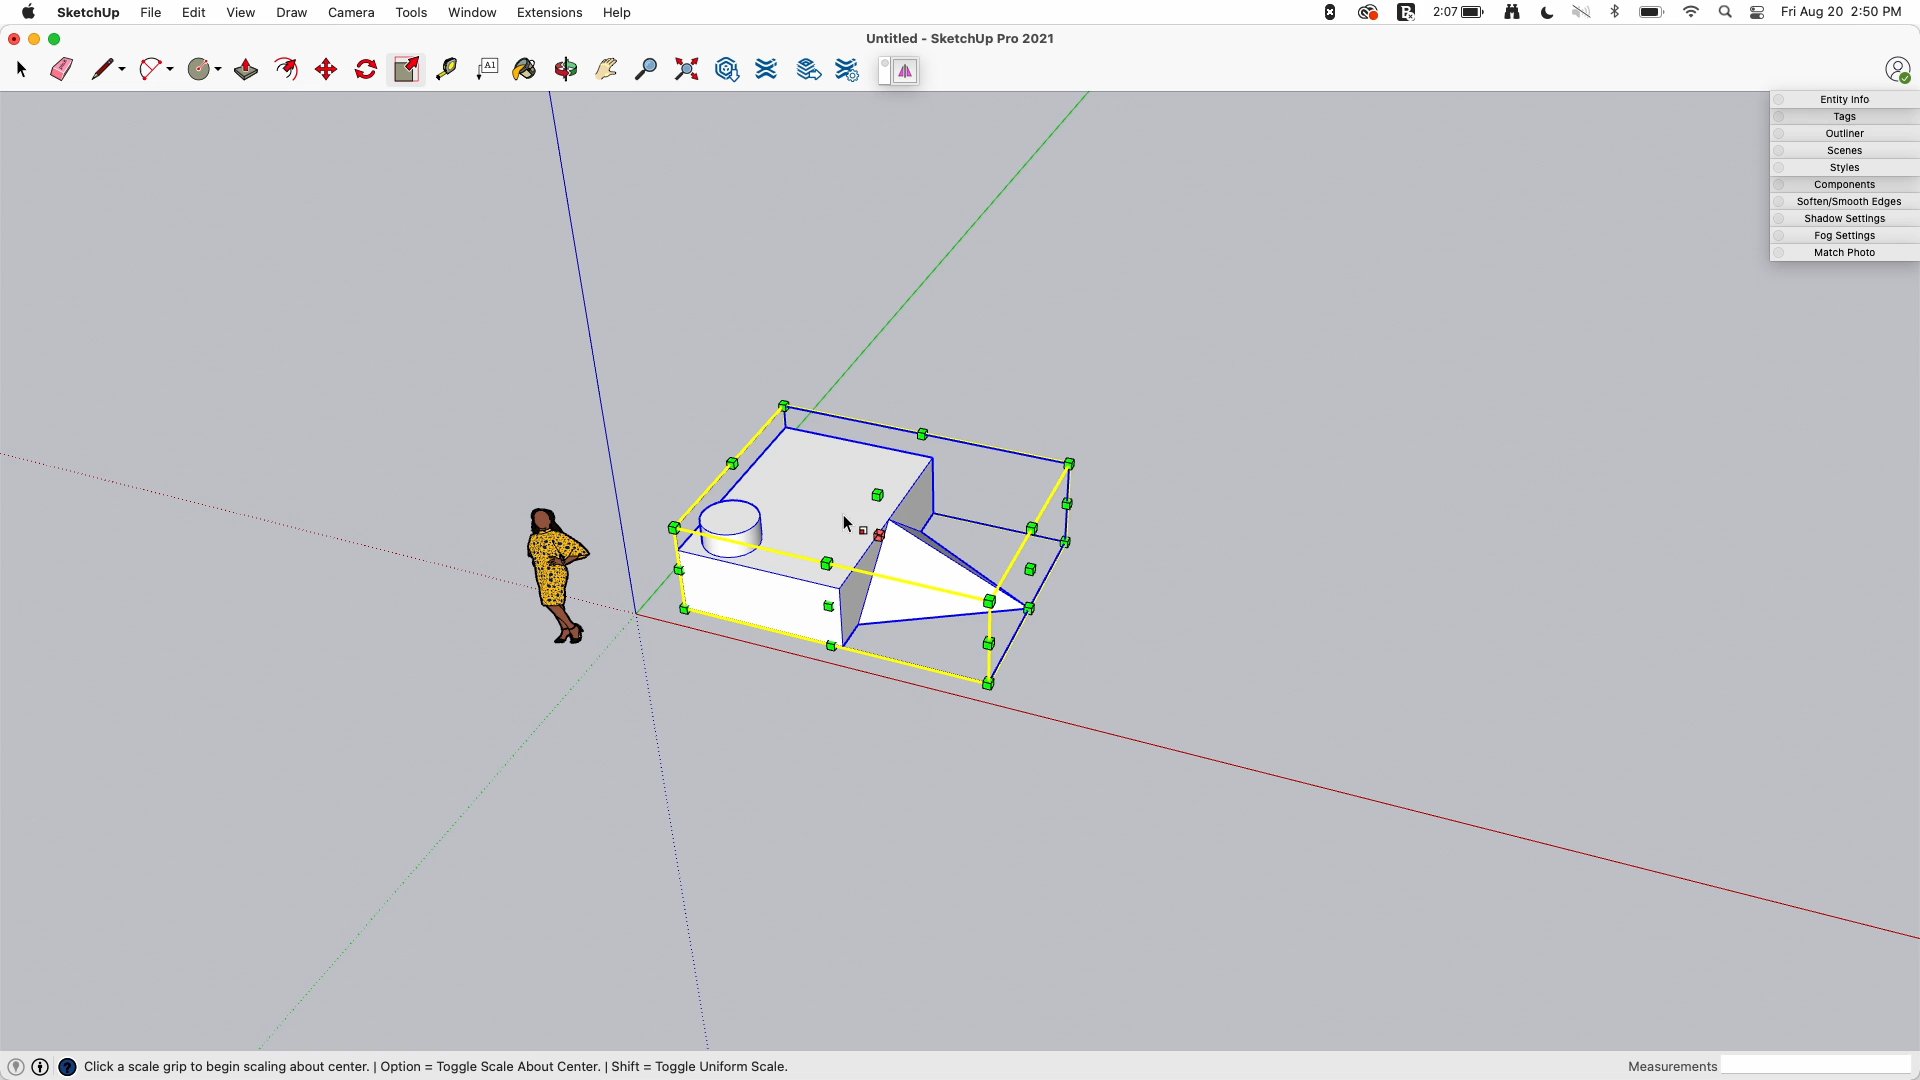 SketchUp File Edit View Draw Camera Tools Window Extensions Help 2:07 Fri Aug 20 2:50 PM
Untitled - SketchUp Pro 2021
A1
Entity Info
Tags
Outliner
Scenes
Styles
Components
Soften/Smooth Edges
Shadow Settings
Fog Settings
Match Photo
Click a scale grip to begin scaling about center. | Option = Toggle Scale About Center. | Shift = Toggle Uniform Scale. Measurements